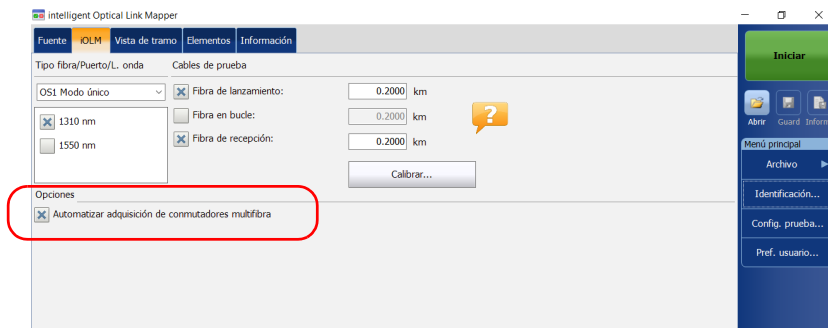 intelligent Optical Link Mapper
Fuente iOLM Vista de tramo Elementos Información
Tipo fibra/Puerto/L. onda Cables de prueba
OS1 Modo único
Fibra de lanzamiento: 0.2000 km
1310 nm
Fibra en bucle: 0.2000 km
1550 nm
Fibra de recepción: 0.2000 km
?
Calibrar...
Opciones
Automatizar adquisición de conmutadores multifibra
Iniciar
Abrir Guard Inform
Menú principal
Archivo
Identificación...
Config. prueba...
Pref. usuario...